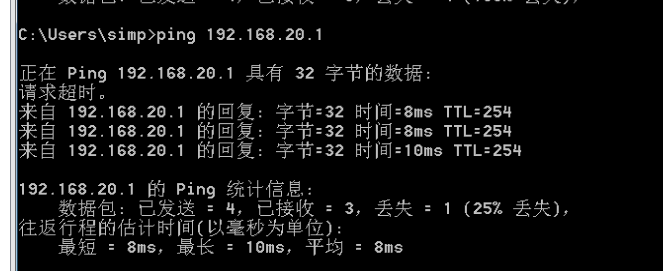 C:\Users\simp>ping 192.168.20.1
正在 Ping 192.168.20.1 具有 32 字节的数据:
请求超时。
来自 192.168.20.1 的回复: 字节=32 时间=8ms TTL=254
来自 192.168.20.1 的回复: 字节=32 时间=8ms TTL=254
来自 192.168.20.1 的回复: 字节=32 时间=10ms TTL=254
192.168.20.1 的 Ping 统计信息:
数据包: 已发送 = 4, 已接收 = 3, 丢失 = 1 (25% 丢失),
往返行程的估计时间(以毫秒为单位):
最短 = 8ms, 最长 = 10ms, 平均 = 8ms